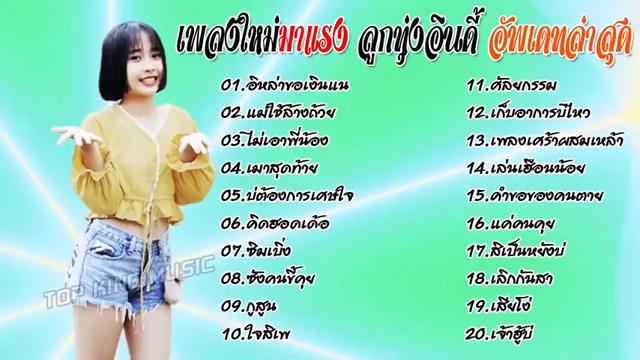 เพลงใหม่มาแรง ลูกทุ่งอินดี้ อัพเดทล่าสุด
01.อีหล่าขอเงินแน
02.แม่ใช้ล้างถ้วย
03.ไม่เอาพี่น้อง
04.เมาสุดท้าย
05.บ่ต้องการเศษใจ
06.คิดฮอดเด้อ
07.ซิมเบิ่ง
08.ซังคนขี้คุย
09.กูสูน
10.ใจสิเพ
11.ศัลยกรรม
12.เก็บอาการบ่ไหว
13.เพลงเศร้าผสมเหล้า
14.เล่นเฮือนน้อย
15.คำขอของคนตาย
16.แค่คนคุย
17.สิเป็นหยังบ่
18.เลิกกันสา
19.เสียโง่
20.เจ้าฮู้บ่
TOP KING MUSIC